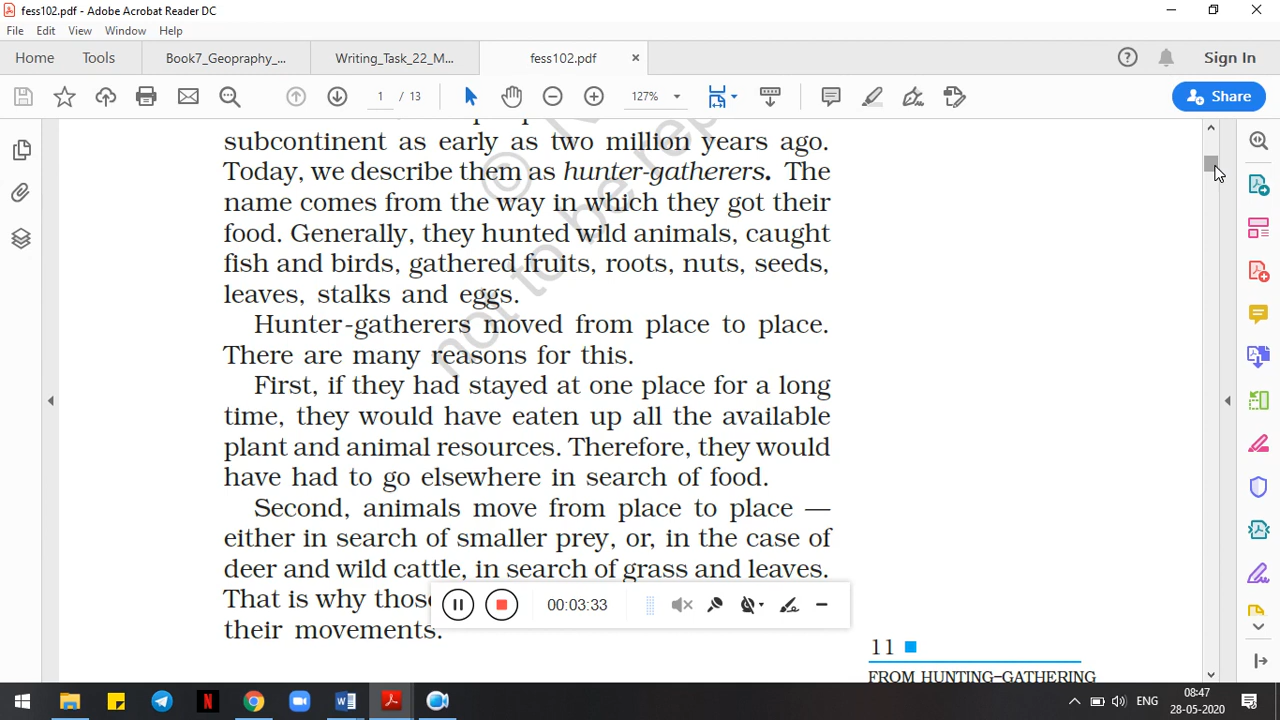 fess102.pdf - Adobe Acrobat Reader DC
File Edit View Window Help
Home Tools Book7_Geopraphy_... Writing_Task_22_M... fess102.pdf × Sign In
1 / 13 127% Share
subcontinent as early as two million years ago.
Today, we describe them as hunter-gatherers. The
name comes from the way in which they got their
food. Generally, they hunted wild animals, caught
fish and birds, gathered fruits, roots, nuts, seeds,
leaves, stalks and eggs.
Hunter-gatherers moved from place to place.
There are many reasons for this.
First, if they had stayed at one place for a long
time, they would have eaten up all the available
plant and animal resources. Therefore, they would
have had to go elsewhere in search of food.
Second, animals move from place to place —
either in search of smaller prey, or, in the case of
deer and wild cattle, in search of grass and leaves.
That is why those
their movements.
not to be rep
©
00:03:33
11
FROM HUNTING–GATHERING
ENG
08:47
28-05-2020